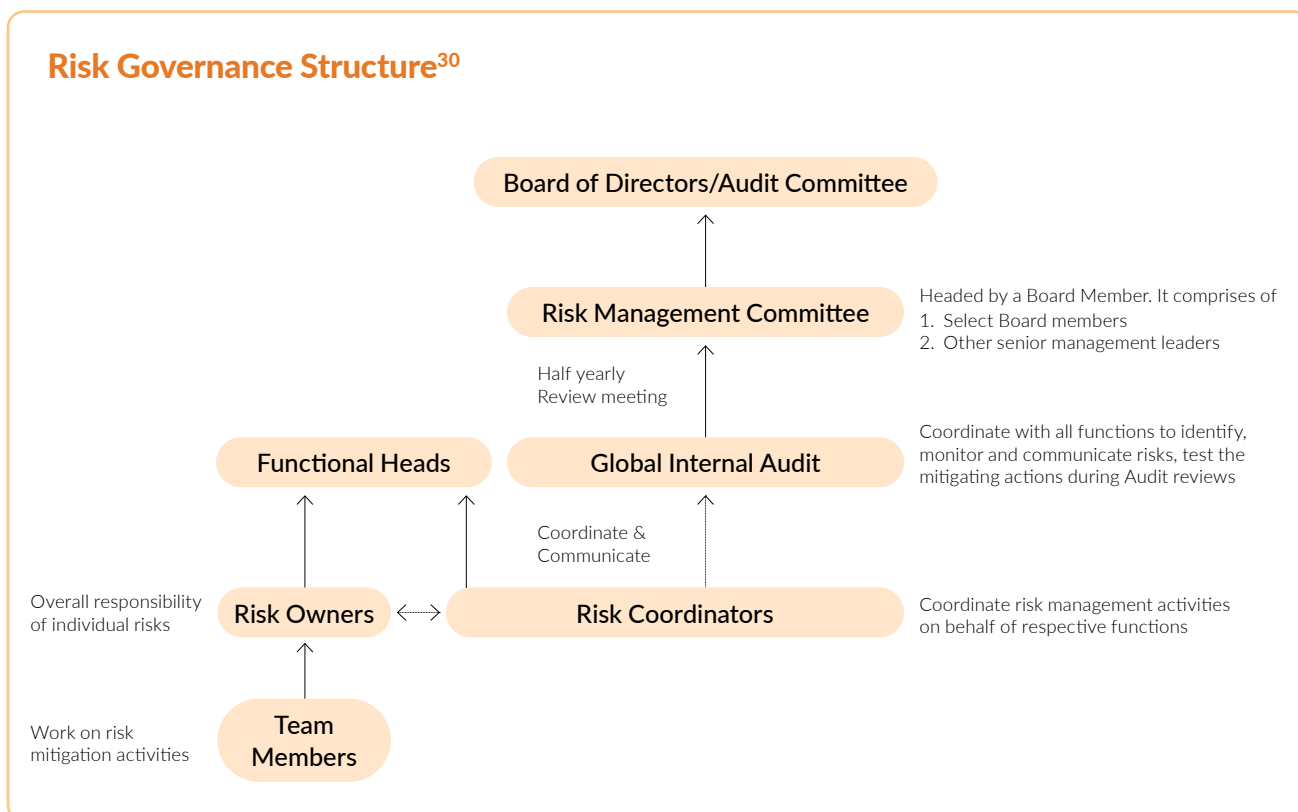 Risk Governance Structure30
Board of Directors/Audit Committee
Risk Management Committee
Headed by a Board Member. It comprises of
1. Select Board members
2. Other senior management leaders
Half yearly
Review meeting
Functional Heads
Global Internal Audit
Coordinate with all functions to identify,
monitor and communicate risks, test the
mitigating actions during Audit reviews
Coordinate &
Communicate
Overall responsibility
of individual risks
Risk Owners
Risk Coordinators
Coordinate risk management activities
on behalf of respective functions
Work on risk
mitigation activities
Team
Members